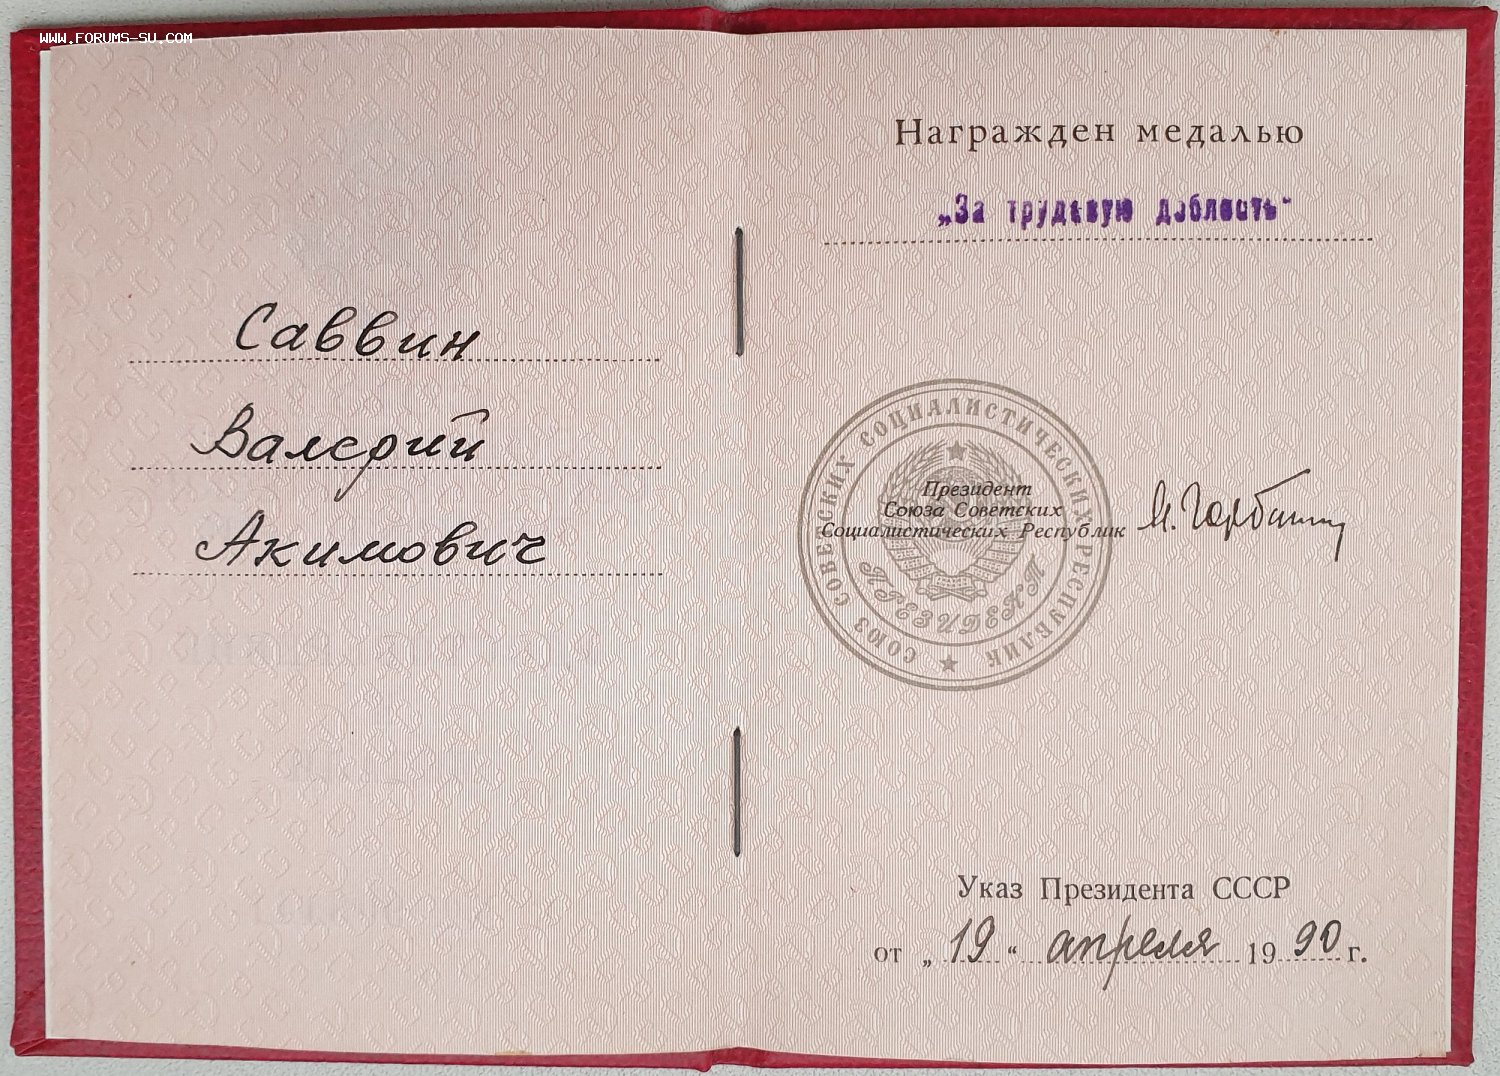 www.forums-su.com
Саввин
Валерий
Акимович
Награжден медалью
„За трудовую доблесть“
СОЮЗ СОВЕТСКИХ СОЦИАЛИСТИЧЕСКИХ РЕСПУБЛИК
ПРЕЗИДЕНТ
Президент
Союза Советских
Социалистических Республик
М. Горбачев
Указ Президента СССР
от „19“ апреля 1990 г.